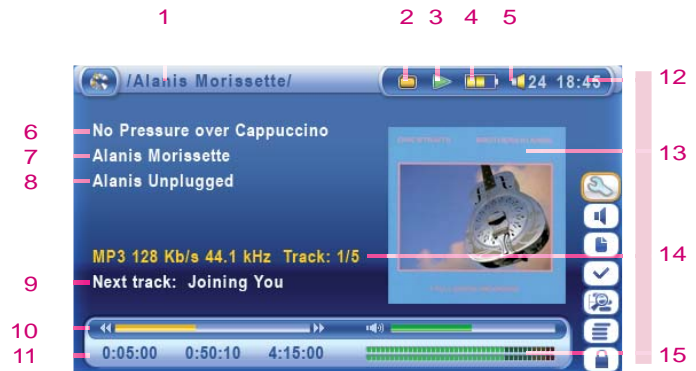 1 2 3 4 5
/Alanis Morissette/ 24 18:45 12
6 No Pressure over Cappuccino
7 Alanis Morissette 13
8 Alanis Unplugged
MP3 128 Kb/s 44.1 kHz Track: 1/5 14
9 Next track: Joining You
10
11 0:05:00 0:50:10 4:15:00 15